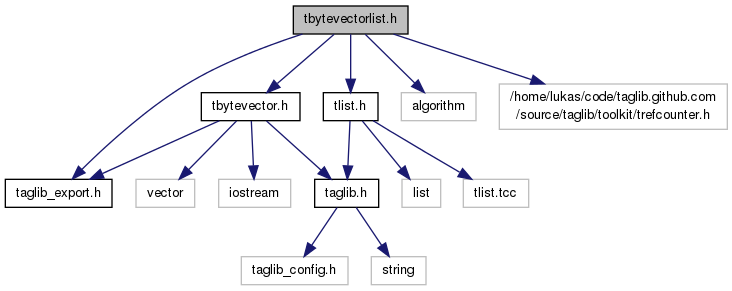 tbytevectorlist.h
tbytevector.h
tlist.h
algorithm
/home/lukas/code/taglib.github.com
/source/taglib/toolkit/trefcounter.h
taglib_export.h
vector
iostream
taglib.h
list
tlist.tcc
taglib_config.h
string